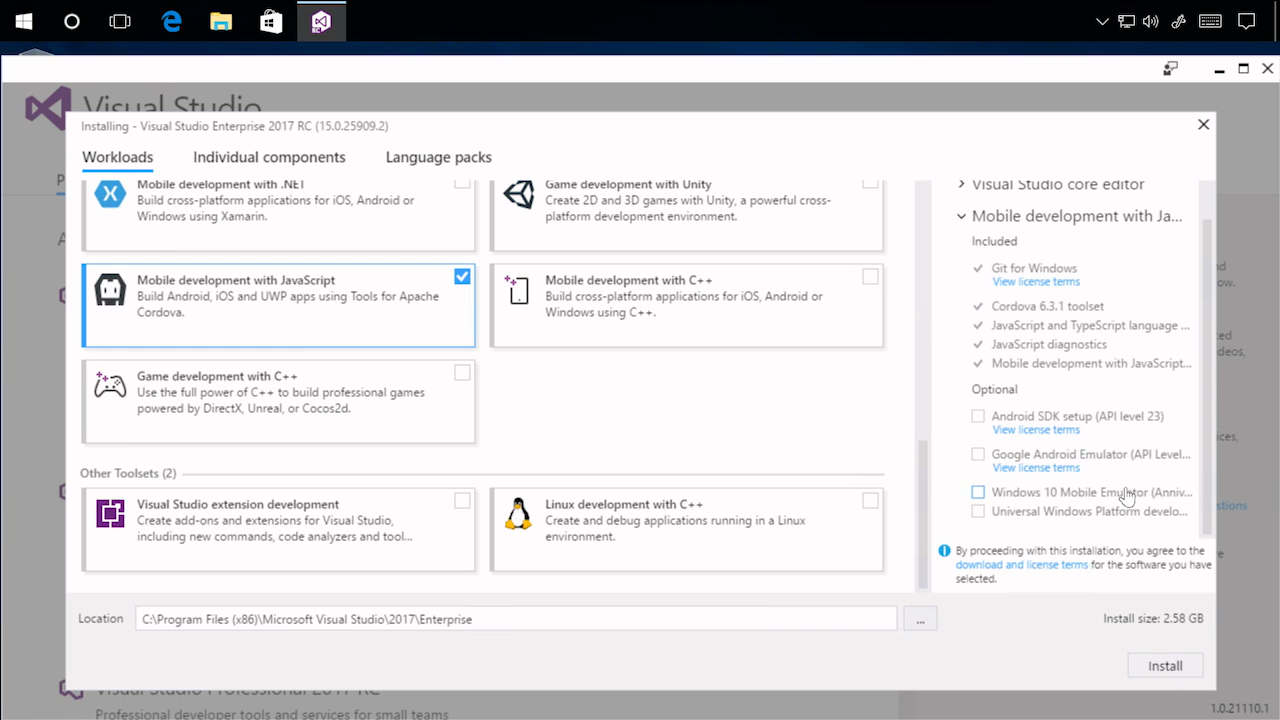 RC
Visual Studio
Installing - Visual Studio Enterprise 2017 RC (15.0.25909.2)
Workloads
Individual components
Language packs
Mobile development with .NET
Build cross-platform applications for iOS, Android or
Windows using Xamarin.
Game development with Unity
Create 2D and 3D games with Unity, a powerful cross-
platform development environment.
Mobile development with JavaScript
Build Android, iOS and UWP apps using Tools for Apache
Cordova.
Mobile development with C++
Build cross-platform applications for iOS, Android or
Windows using C++.
Game development with C++
Use the full power of C++ to build professional games
powered by DirectX, Unreal, or Cocos2d.
Other Toolsets (2)
Visual Studio extension development
Create add-ons and extensions for Visual Studio,
including new commands, code analyzers and tool...
Linux development with C++
Create and debug applications running in a Linux
environment.
Visual Studio core editor
Mobile development with Ja...
Included
Git for Windows
View license terms
Cordova 6.3.1 toolset
JavaScript and TypeScript language ...
JavaScript diagnostics
Mobile development with JavaScript...
Optional
Android SDK setup (API level 23)
View license terms
Google Android Emulator (API Level...
View license terms
Windows 10 Mobile Emulator (Anniv...
Universal Windows Platform develo...
By proceeding with this installation, you agree to the
download and license terms for the software you have
selected.
Location
C:\Program Files (x86)\Microsoft Visual Studio\2017\Enterprise
...
Install size: 2.58 GB
Install
Visual Studio Professional 2017 RC
Professional developer tools and services for small teams
1.0.21110.1